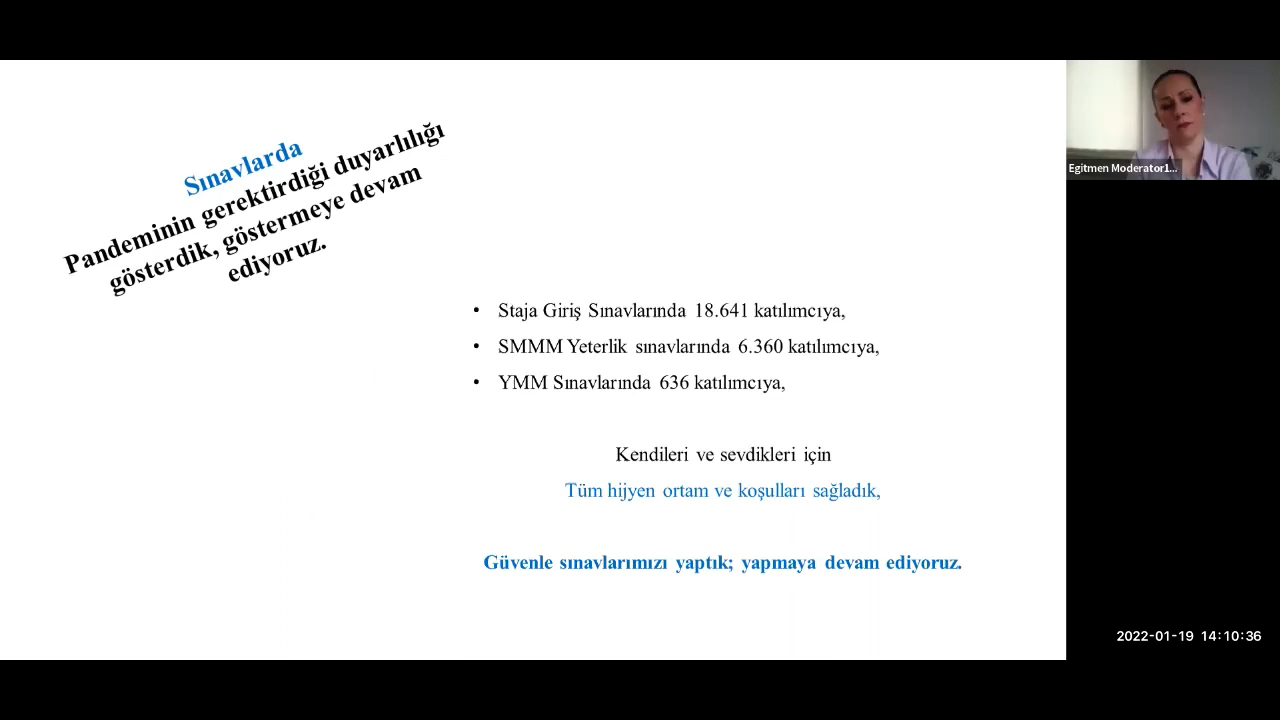 Sınavlarda
Pandeminin gerektirdiği duyarlılığı
gösterdik, göstermeye devam
ediyoruz.
• Staja Giriş Sınavlarında 18.641 katılımcıya,
• SMMM Yeterlik sınavlarında 6.360 katılımcıya,
• YMM Sınavlarında 636 katılımcıya,
Kendileri ve sevdikleri için
Tüm hijyen ortam ve koşulları sağladık,
Güvenle sınavlarımızı yaptık; yapmaya devam ediyoruz.
Egitmen Moderator1...
2022-01-19 14:10:36